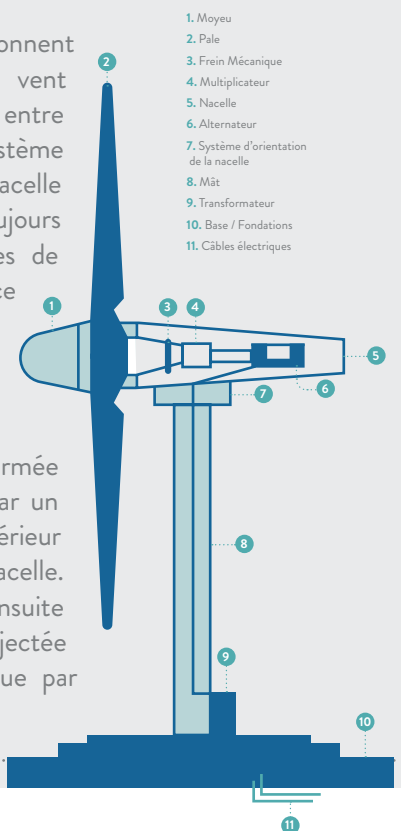 onnent
vent
entre
stème
acelle
ujours
es de
ce
rmée
ar un
érieur
acelle.
nsuite
jectée
ue par
1. Moyeu
2. Pale
3. Frein Mécanique
4. Multiplicateur
5. Nacelle
6. Alternateur
7. Système d'orientation
de la nacelle
8. Mât
9. Transformateur
10. Base / Fondations
11. Câbles électriques
2
1
3
4
5
6
7
8
9
10
11